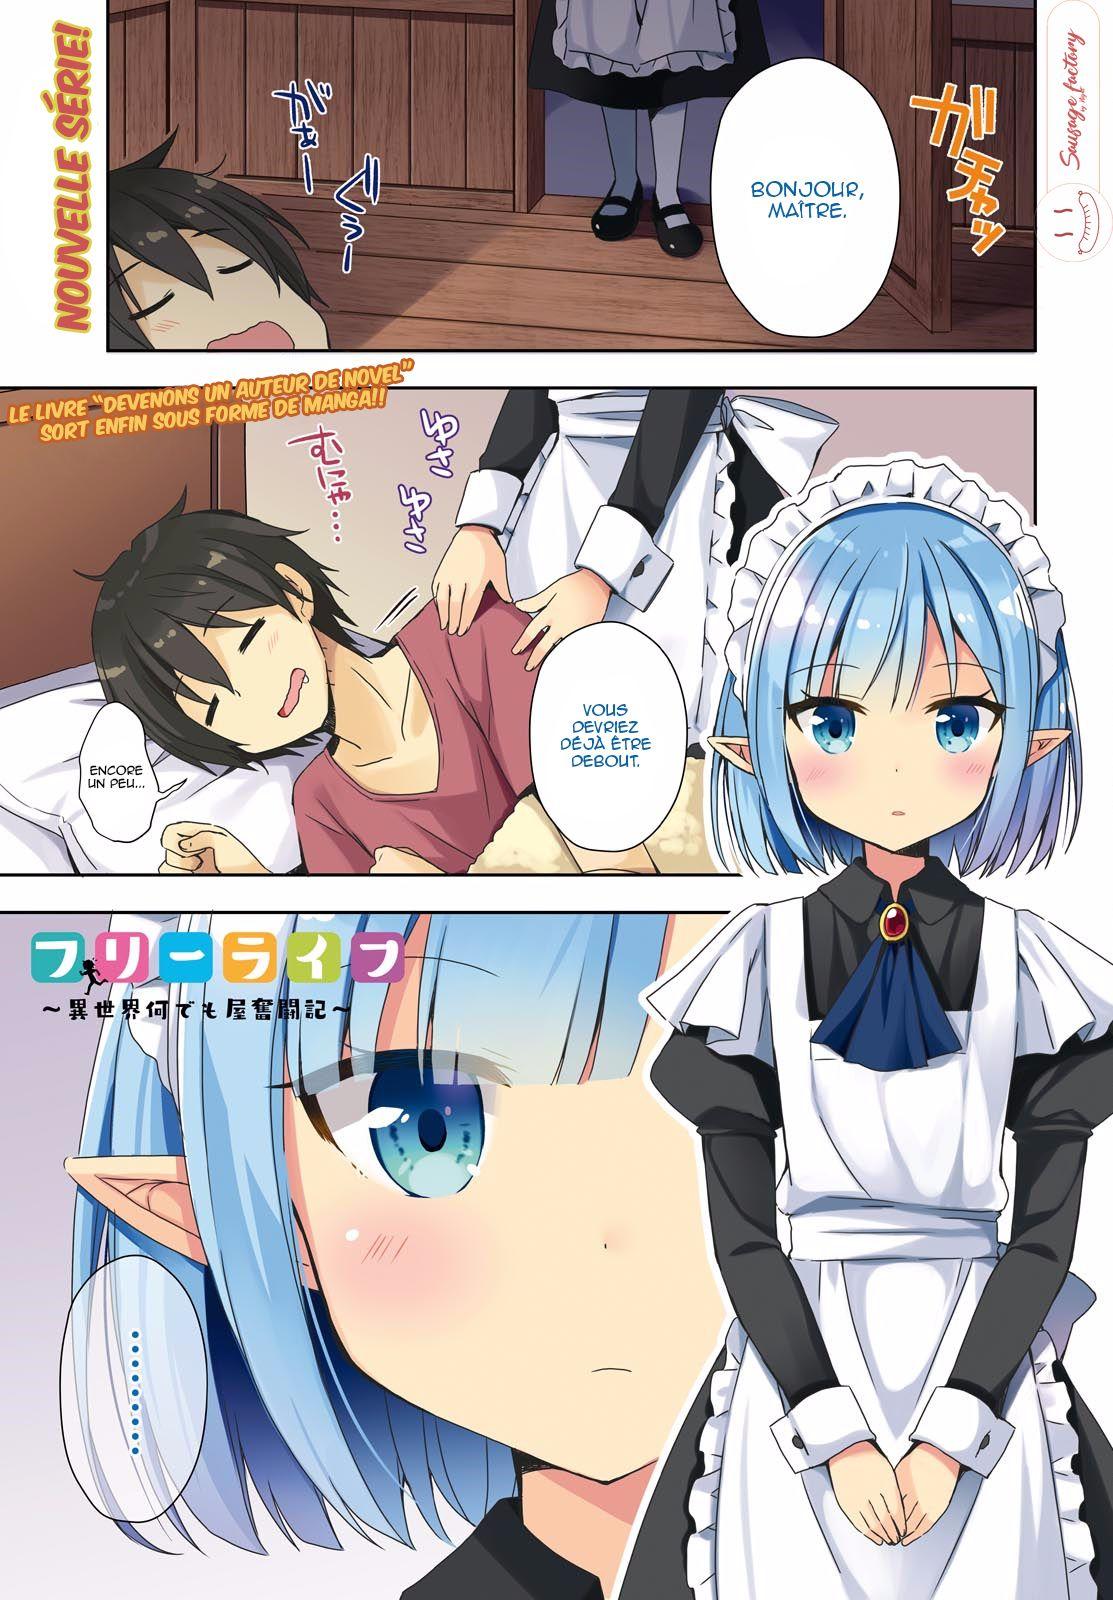 NOUVELLE SÉRIE!
Sausage factory
by Night
ガチャッ
がぁー
ぐぅー
BONJOUR,
MAÎTRE.
LE LIVRE “DEVENONS UN AUTEUR DE NOVEL”
SORT ENFIN SOUS FORME DE MANGA!!
ゆさ
ゆさ
むにゃ…
VOUS
DEVRIEZ
DÉJÀ ÊTRE
DEBOUT.
ENCORE
UN PEU...
フリーライフ
～異世界何でも屋奮闘記～
…………